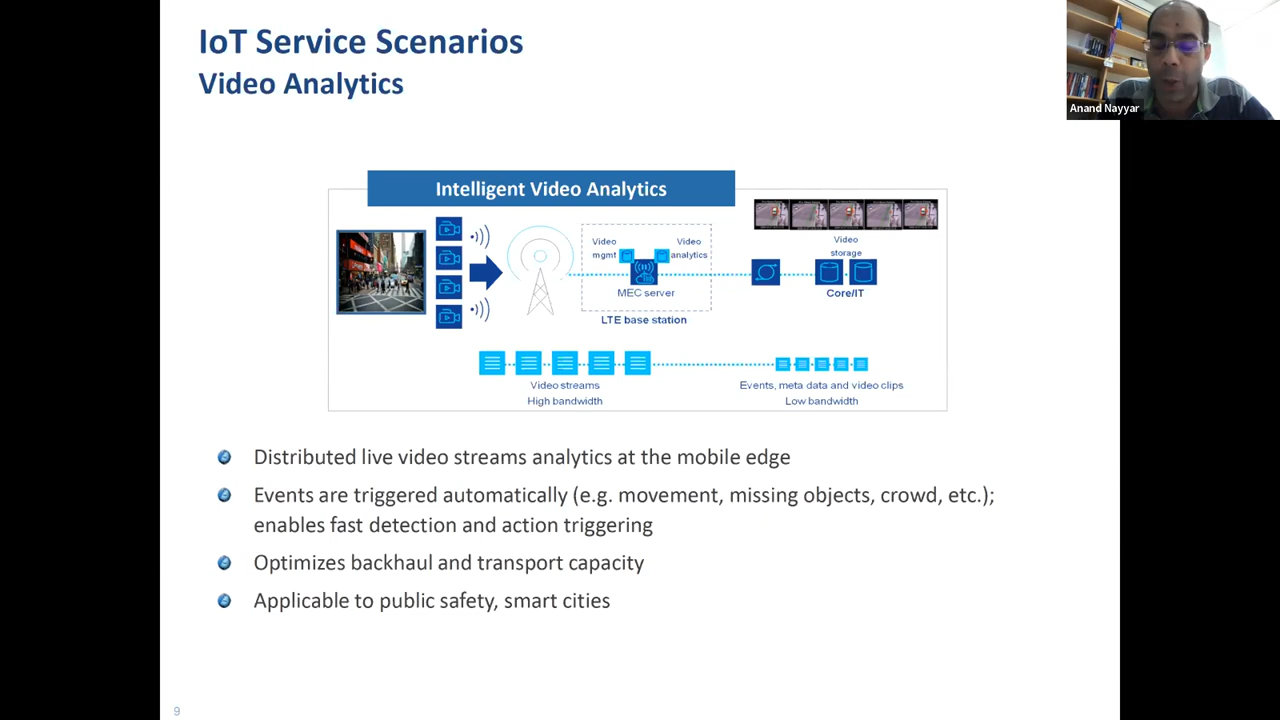 IoT Service Scenarios
Video Analytics
Anand Nayyar
Intelligent Video Analytics
Video
mgmt
Video
analytics
MEC server
LTE base station
Video
storage
Core/IT
Video streams
High bandwidth
Events, meta data and video clips
Low bandwidth
Distributed live video streams analytics at the mobile edge
Events are triggered automatically (e.g. movement, missing objects, crowd, etc.);
enables fast detection and action triggering
Optimizes backhaul and transport capacity
Applicable to public safety, smart cities
9